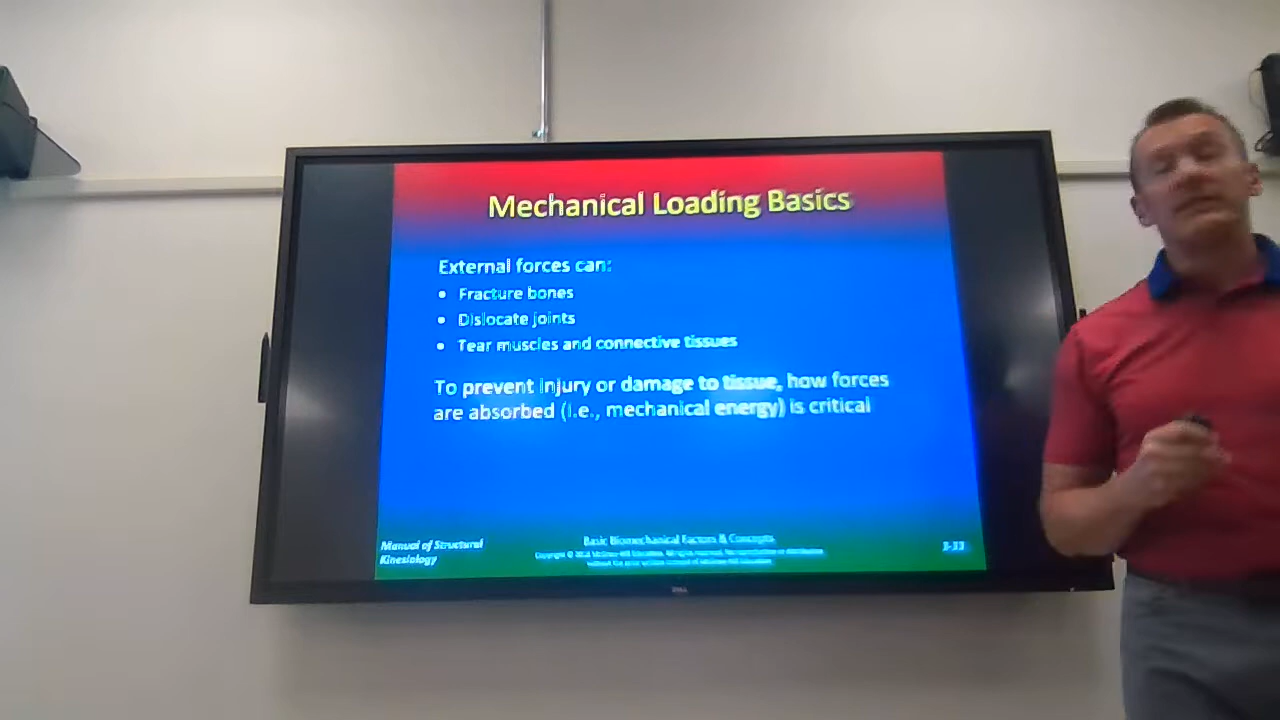 Mechanical Loading Basics
External forces can:
• Fracture bones
• Dislocate joints
• Tear muscles and connective tissues
To prevent injury or damage to tissue, how forces
are absorbed (i.e., mechanical energy) is critical
Manual of Structural
Kinesiology
Basic Biomechanical Factors & Concepts